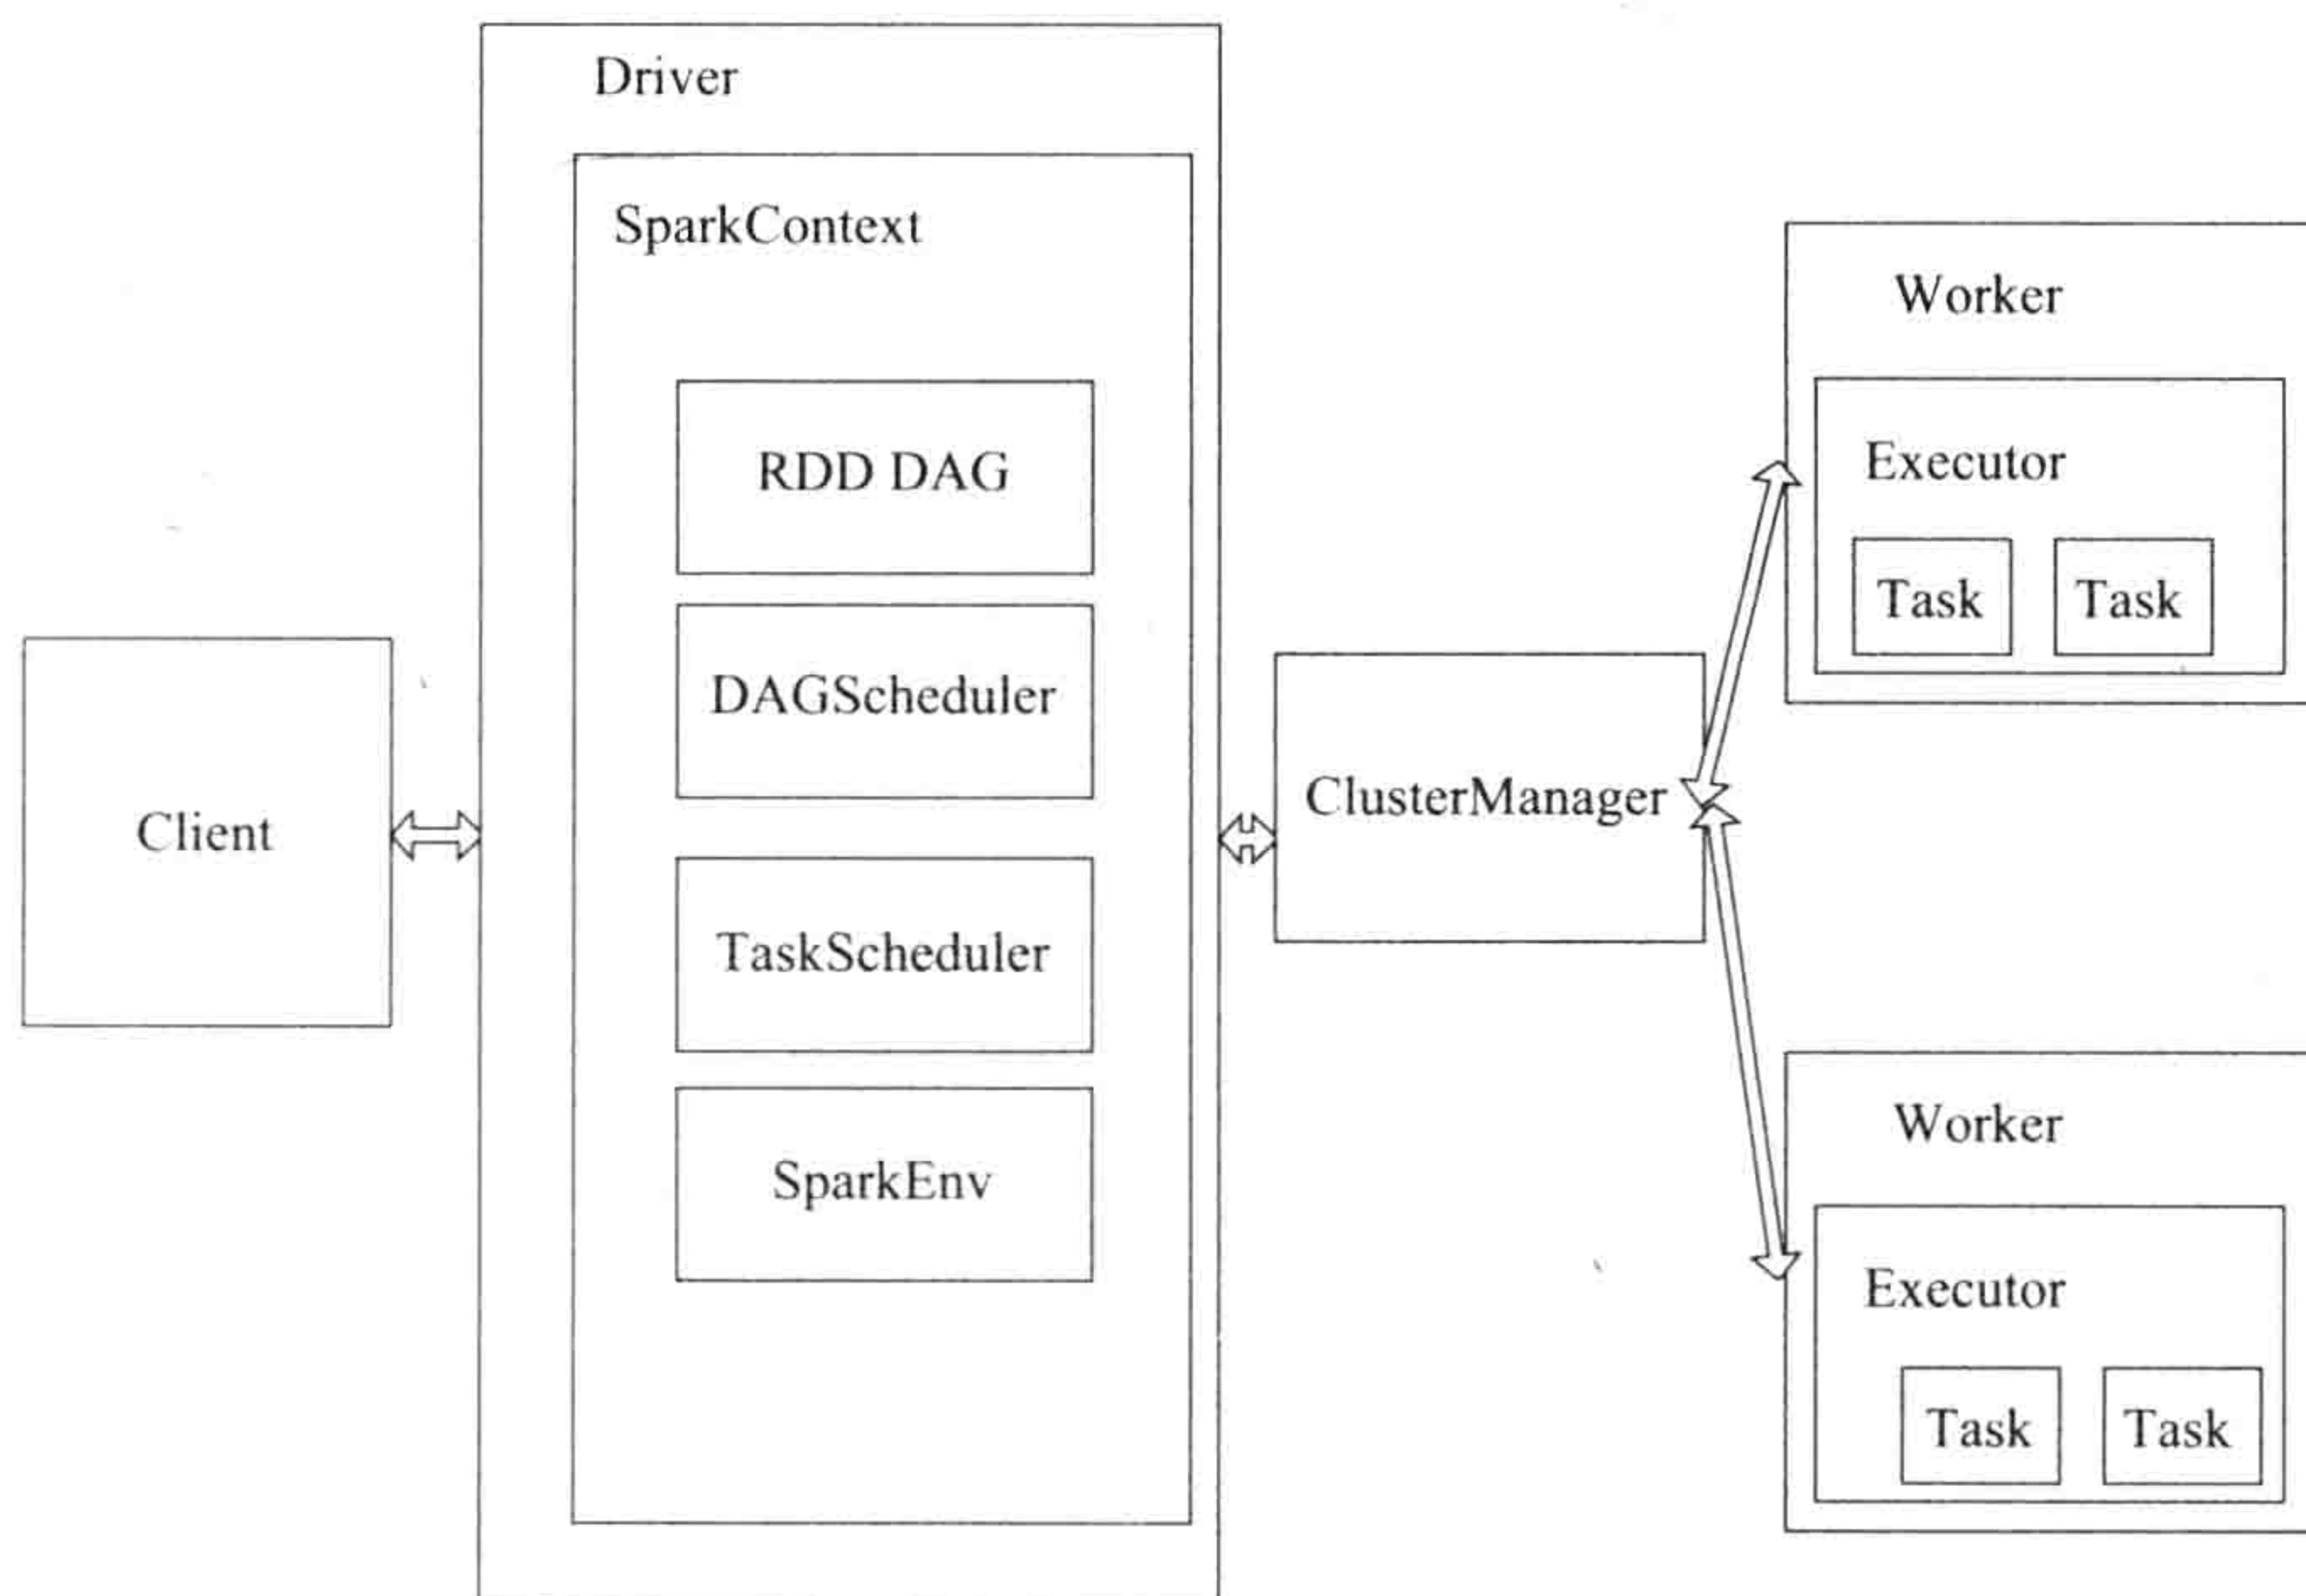 Driver
SparkContext
RDD DAG
DAGScheduler
TaskScheduler
SparkEnv
Client
ClusterManager
Worker
Executor
Task Task
Worker
Executor
Task Task